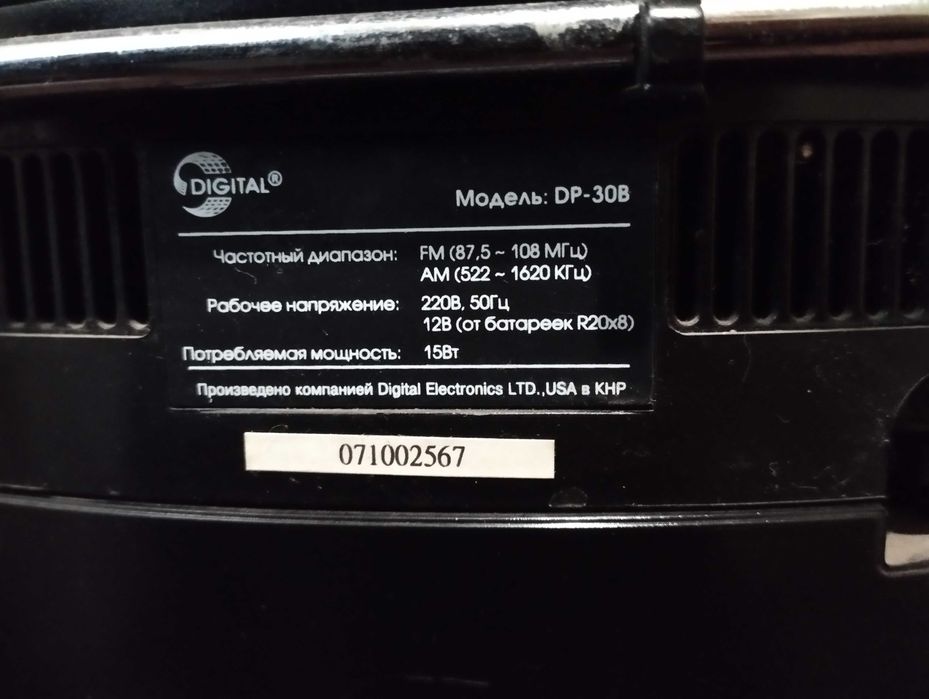 DIGITAL®
Модель: DP-30B
Частотный диапазон: FM (87,5 ~ 108 МГц)
AM (522 ~ 1620 КГц)
Рабочее напряжение: 220В, 50Гц
12В (от батареек R20x8)
Потребляемая мощность: 15Вт
Произведено компанией Digital Electronics LTD.,USA в КНР
071002567